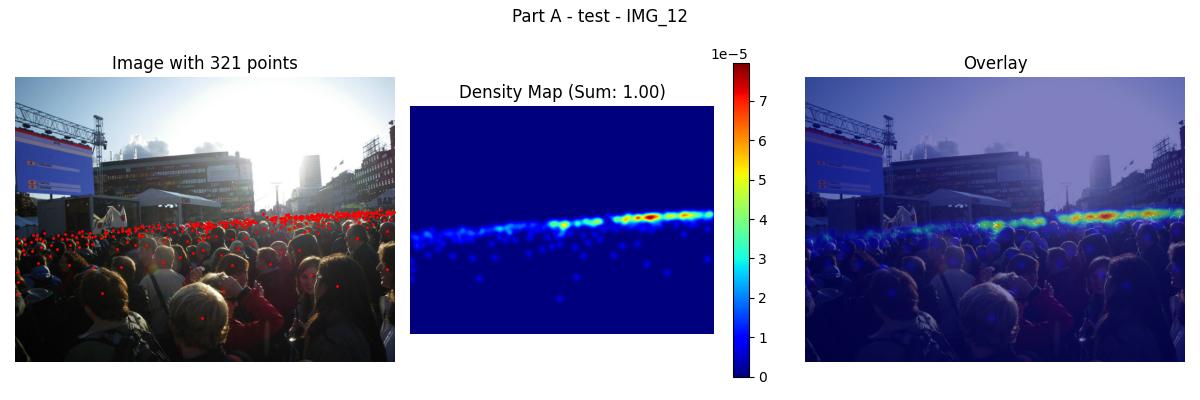 Part A - test - IMG_12
Image with 321 points
Density Map (Sum: 1.00)
1e−5
7
6
5
4
3
2
1
0
Overlay